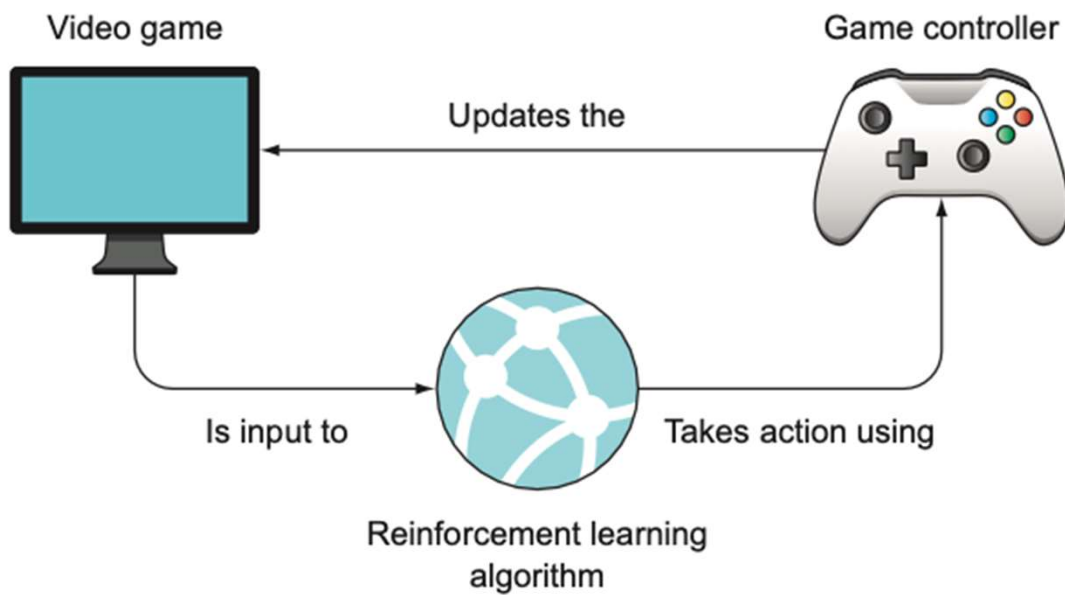 Video game
Game controller
Updates the
Is input to
Takes action using
Reinforcement learning
algorithm